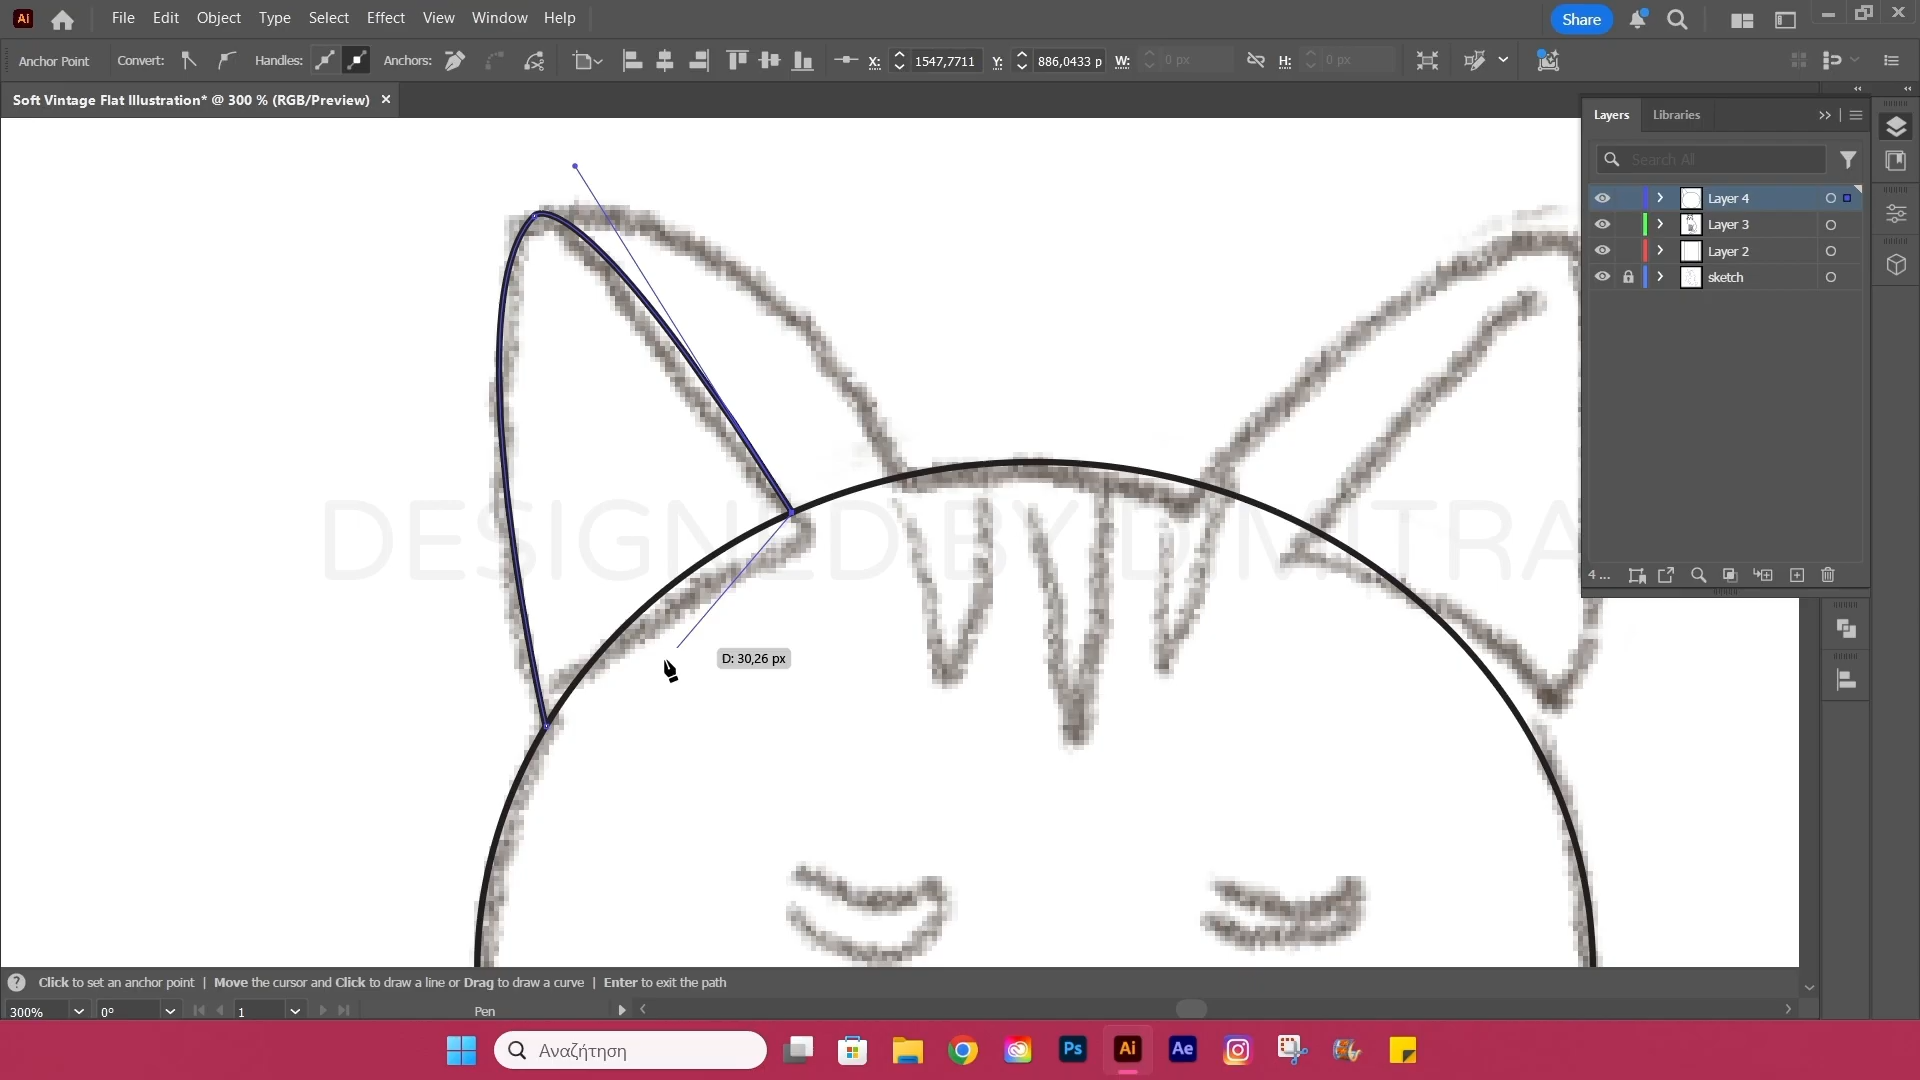 Ai File Edit Object Type Select Effect View Window Help Share
Anchor Point Convert: Handles: Anchors: X: 1547,7711 Y: 886,0433 p W: 0 px H: 0 px
Soft Vintage Flat Illustration* @ 300 % (RGB/Preview) ×
Layers Libraries
Search All
Layer 4
Layer 3
Layer 2
sketch
4 ...
DESIGNED BY DIMITRA
D: 30,26 px
Click to set an anchor point | Move the cursor and Click to draw a line or Drag to draw a curve | Enter to exit the path
300% 0° 1 Pen
Αναζήτηση Ps Ai Ae